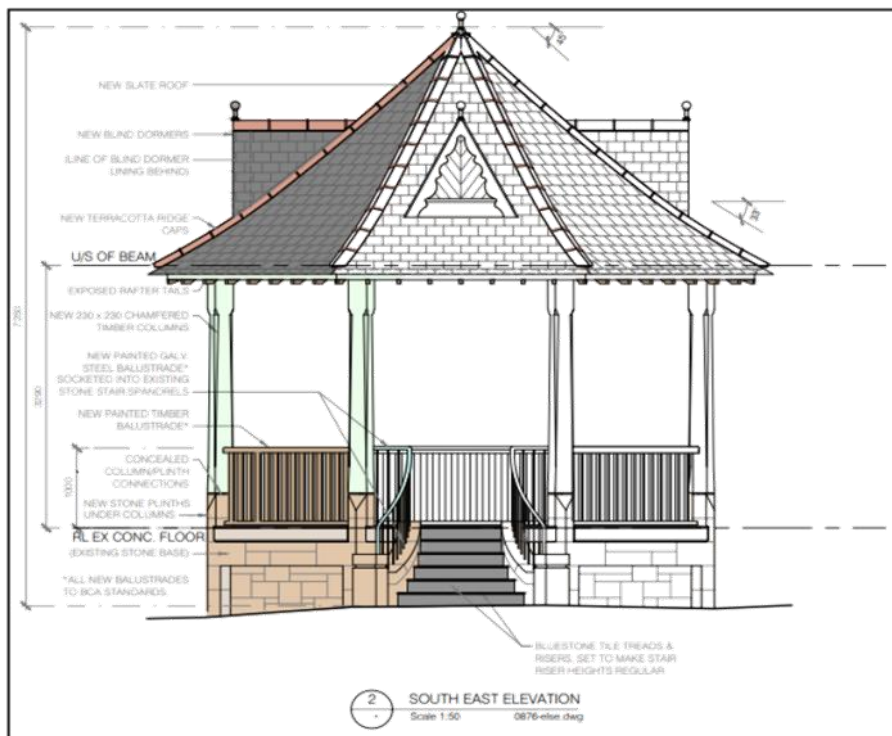 45°
NEW SLATE ROOF
NEW BLIND DORMERS
(LINE OF BLIND DORMER
LINING BEHIND)
33°
NEW TERRACOTTA RIDGE
CAPS
U/S OF BEAM
EXPOSED RAFTER TAILS
NEW 230 x 230 CHAMFERED
TIMBER COLUMNS
NEW PAINTED GALV.
STEEL BALUSTRADE*
SOCKETED INTO EXISTING
STONE STAIR SPANDRELS
3290
NEW PAINTED TIMBER
BALUSTRADE*
CONCEALED
COLUMN/PLINTH
CONNECTIONS
1000
NEW STONE PLINTHS
UNDER COLUMNS
RL EX CONC. FLOOR
(EXISTING STONE BASE)
*ALL NEW BALUSTRADES
TO BCA STANDARDS.
BLUESTONE TILE TREADS &
RISERS, SET TO MAKE STAIR
RISER HEIGHTS REGULAR
2
SOUTH EAST ELEVATION
Scale 1:50
0876-else.dwg